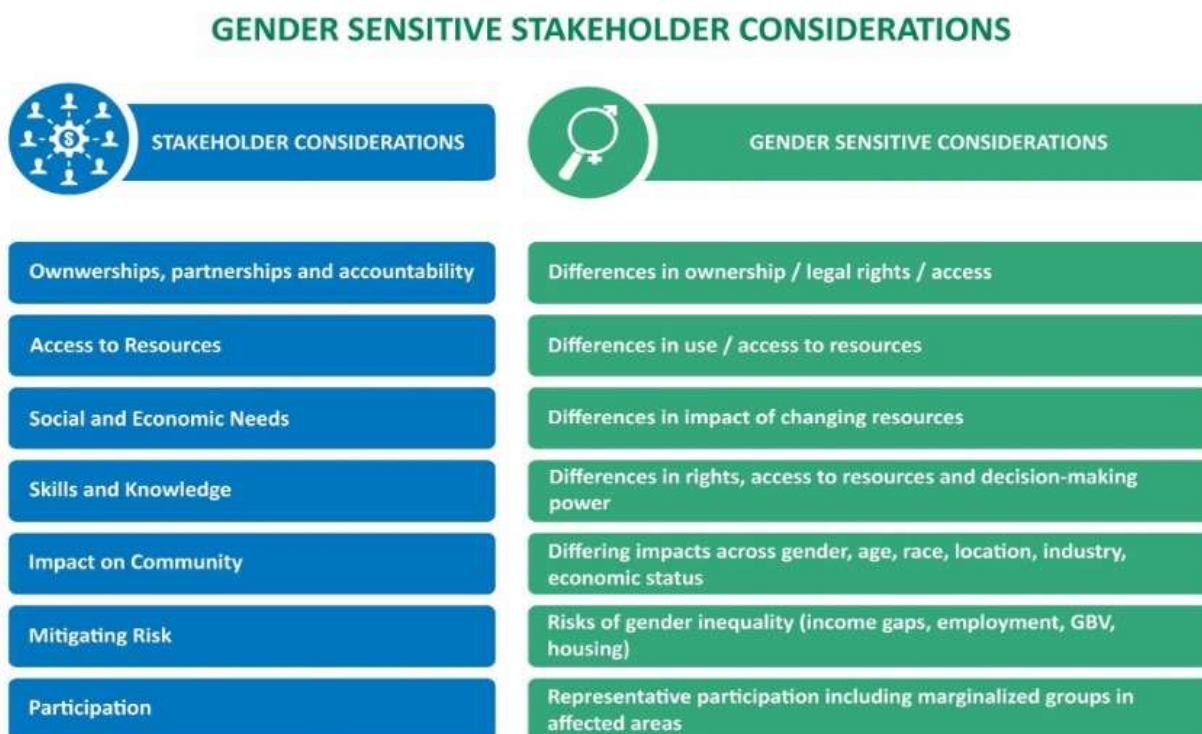 GENDER SENSITIVE STAKEHOLDER CONSIDERATIONS
STAKEHOLDER CONSIDERATIONS
GENDER SENSITIVE CONSIDERATIONS
$
Ownwerships, partnerships and accountability
Differences in ownership / legal rights / access
Access to Resources
Differences in use / access to resources
Social and Economic Needs
Differences in impact of changing resources
Skills and Knowledge
Differences in rights, access to resources and decision-making
power
Impact on Community
Differing impacts across gender, age, race, location, industry,
economic status
Mitigating Risk
Risks of gender inequality (income gaps, employment, GBV,
housing)
Participation
Representative participation including marginalized groups in
affected areas